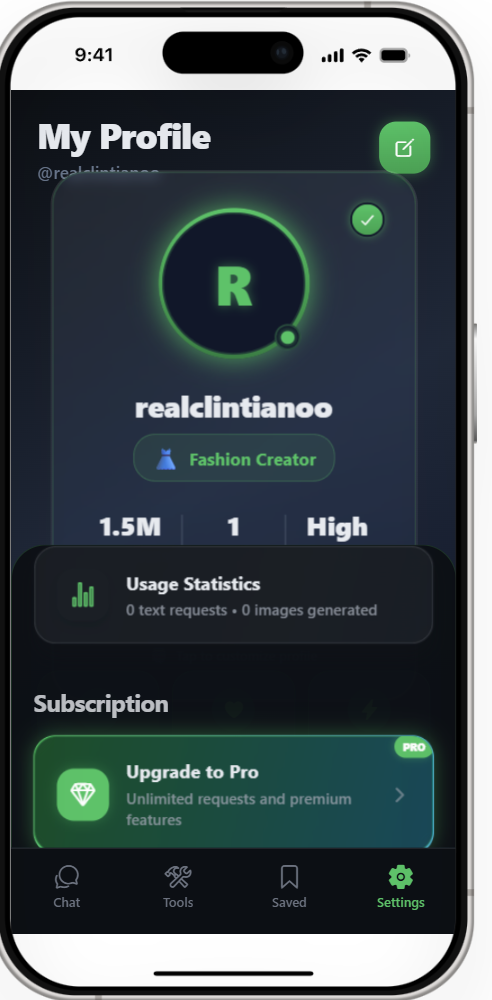 9:41
My Profile
@realclintianoo
R
realclintianoo
Fashion Creator
1.5M 1 High
Usage Statistics
0 text requests • 0 images generated
Subscription
PRO
Upgrade to Pro
Unlimited requests and premium
features
Chat Tools Saved Settings